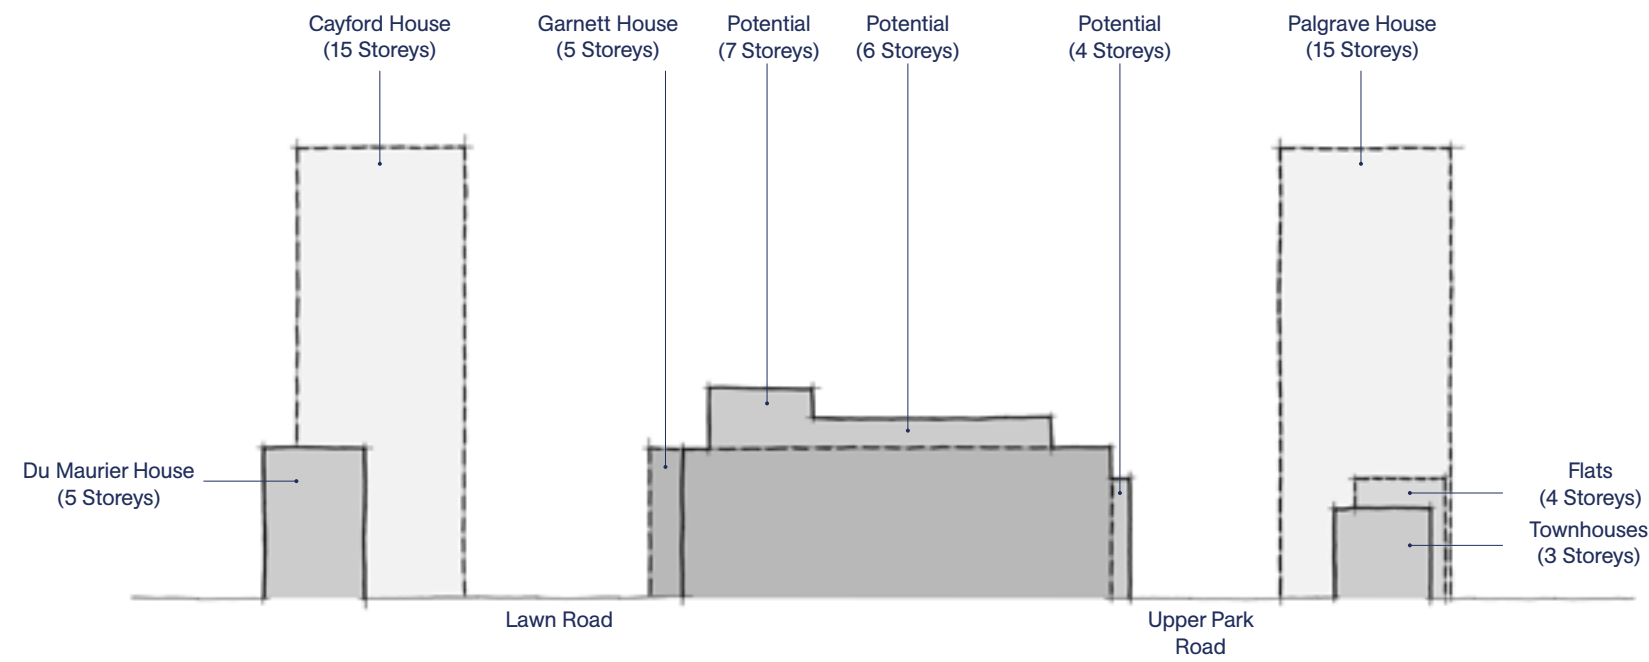 Cayford House
(15 Storeys)
Garnett House
(5 Storeys)
Potential
(7 Storeys)
Potential
(6 Storeys)
Potential
(4 Storeys)
Palgrave House
(15 Storeys)
Du Maurier House
(5 Storeys)
Flats
(4 Storeys)
Townhouses
(3 Storeys)
Lawn Road
Upper Park
Road